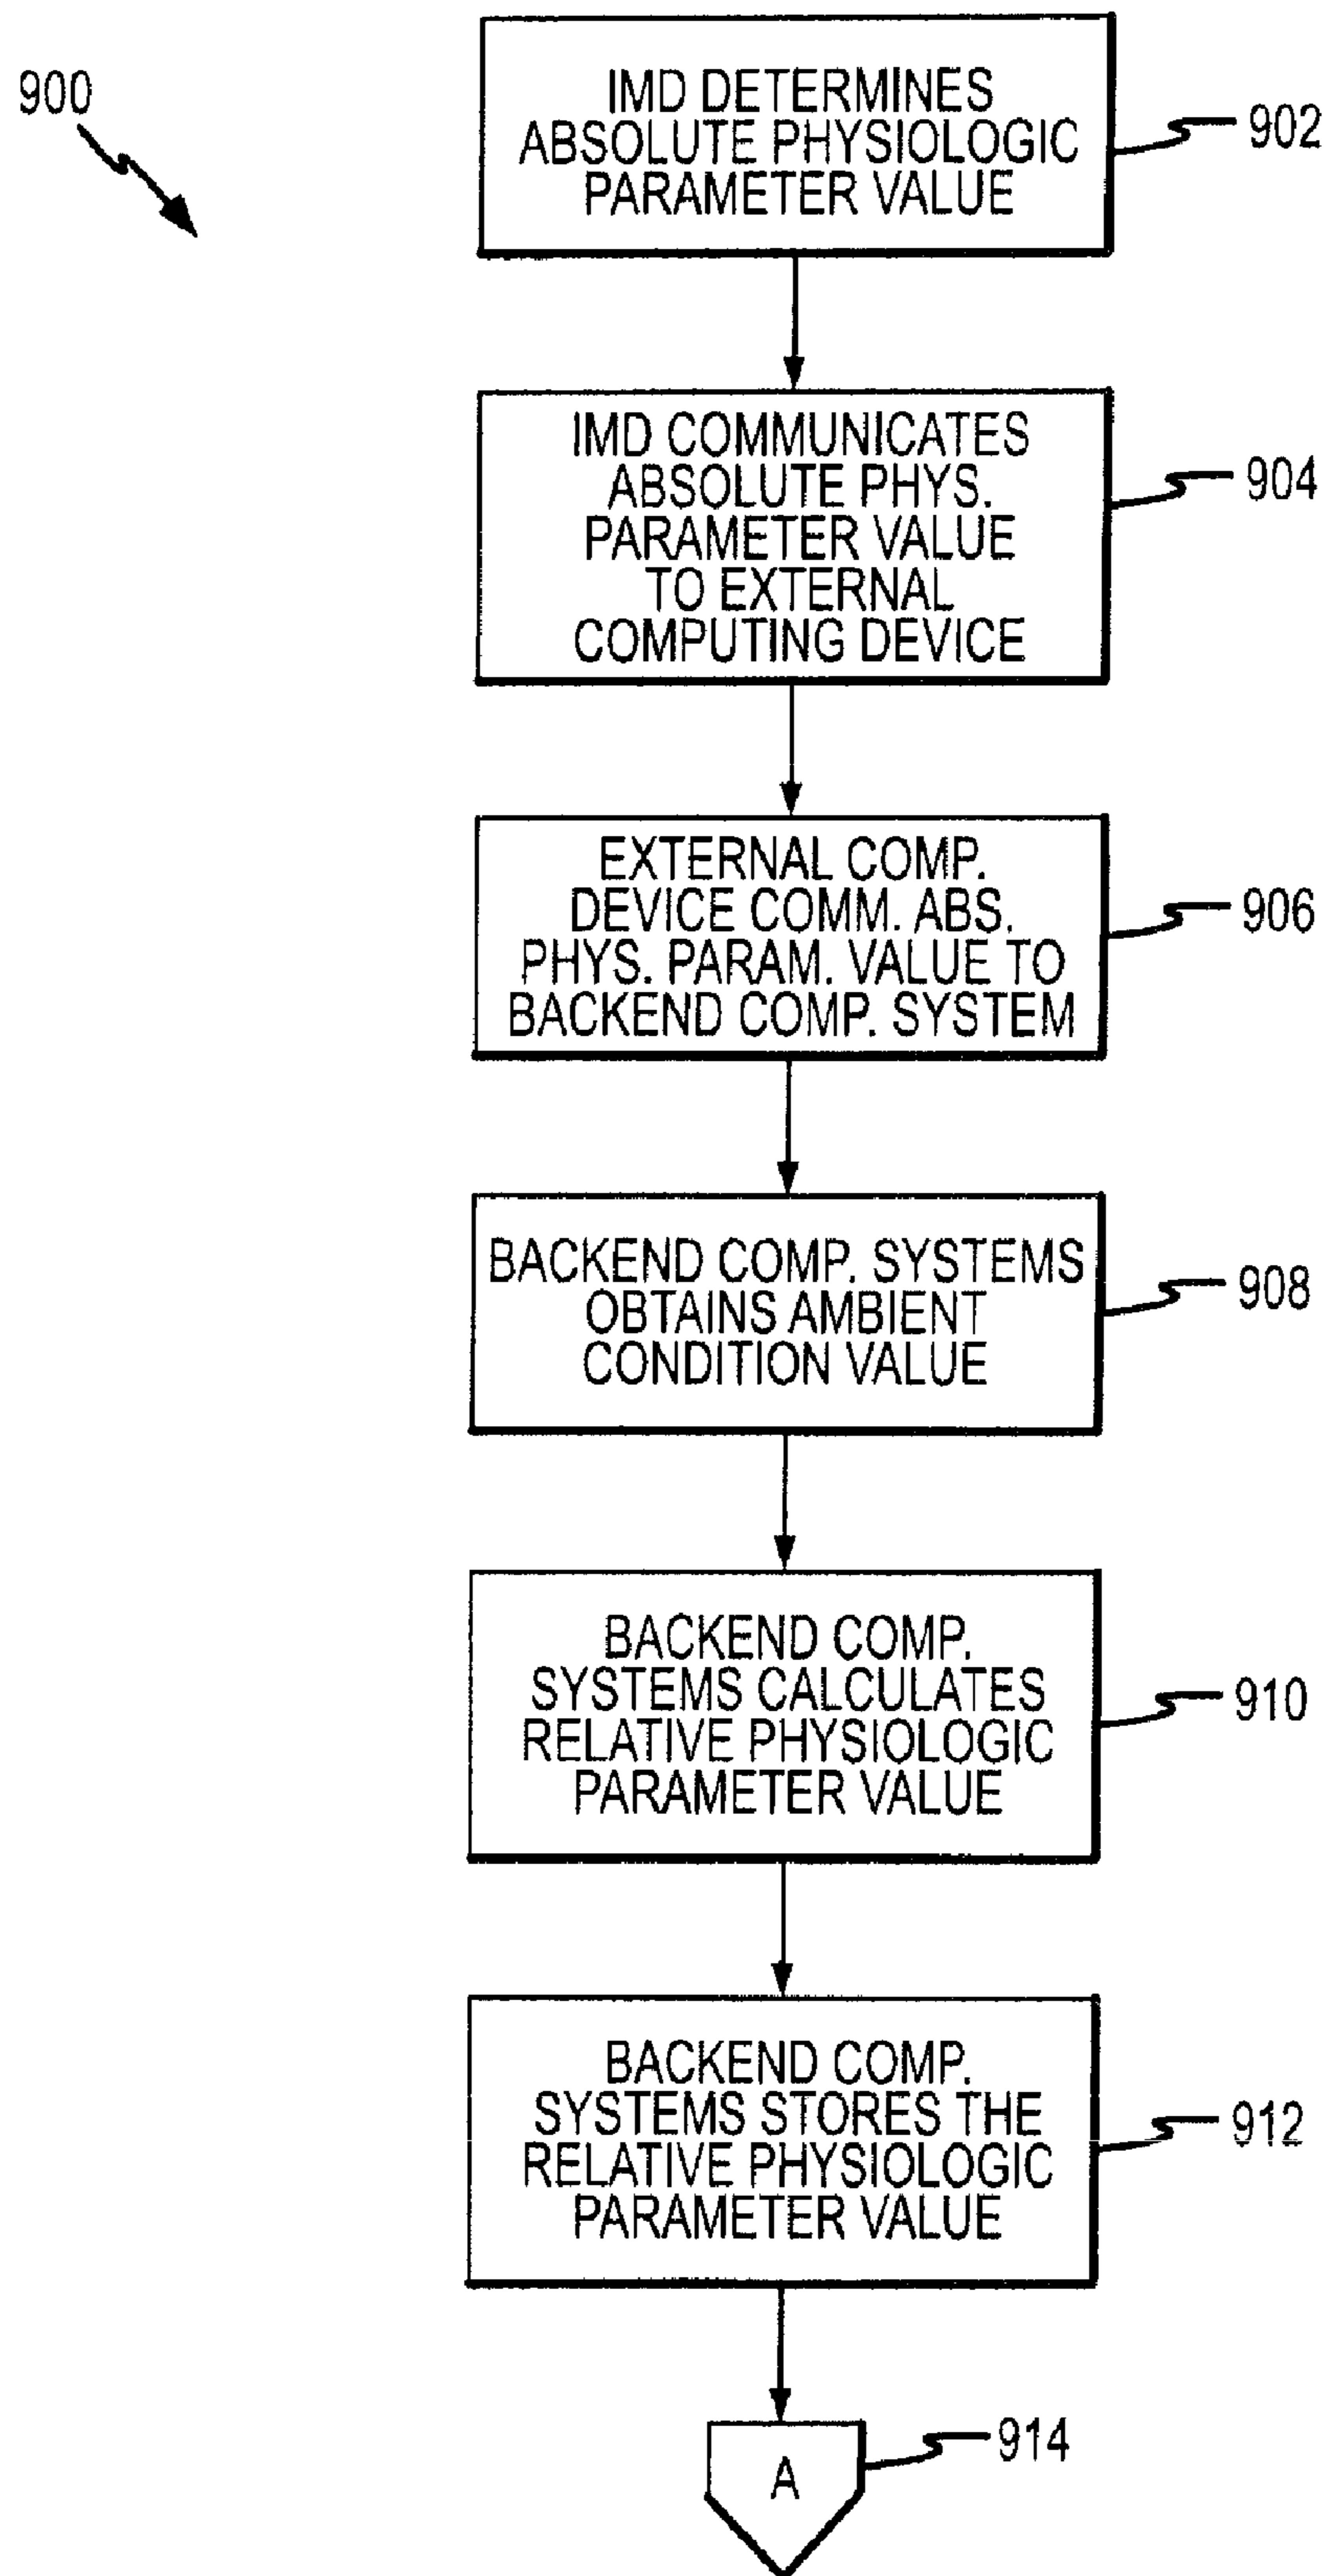 900
IMD DETERMINES
ABSOLUTE PHYSIOLOGIC
PARAMETER VALUE
902
IMD COMMUNICATES
ABSOLUTE PHYS.
PARAMETER VALUE
TO EXTERNAL
COMPUTING DEVICE
904
EXTERNAL COMP.
DEVICE COMM. ABS.
PHYS. PARAM. VALUE TO
BACKEND COMP. SYSTEM
906
BACKEND COMP. SYSTEMS
OBTAINS AMBIENT
CONDITION VALUE
908
BACKEND COMP.
SYSTEMS CALCULATES
RELATIVE PHYSIOLOGIC
PARAMETER VALUE
910
BACKEND COMP.
SYSTEMS STORES THE
RELATIVE PHYSIOLOGIC
PARAMETER VALUE
912
A
914